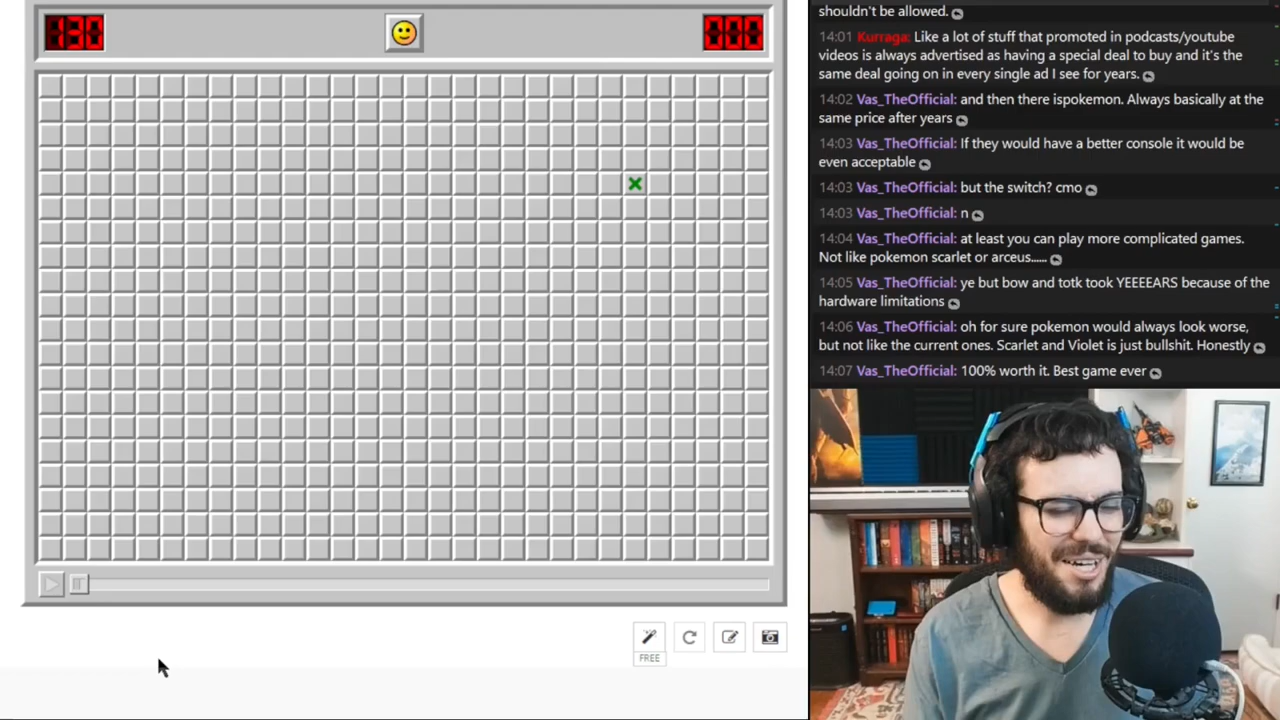 130
000
shouldn't be allowed.
14:01 Kurraga: Like a lot of stuff that promoted in podcasts/youtube
videos is always advertised as having a special deal to buy and it's the
same deal going on in every single ad I see for years.
14:02 Vas_TheOfficial: and then there ispokemon. Always basically at the
same price after years
14:03 Vas_TheOfficial: If they would have a better console it would be
even acceptable
14:03 Vas_TheOfficial: but the switch? cmo
14:03 Vas_TheOfficial: n
14:04 Vas_TheOfficial: at least you can play more complicated games.
Not like pokemon scarlet or arceus......
14:05 Vas_TheOfficial: ye but bow and totk took YEEEEARS because of the
hardware limitations
14:06 Vas_TheOfficial: oh for sure pokemon would always look worse,
but not like the current ones. Scarlet and Violet is just bullshit. Honestly
14:07 Vas_TheOfficial: 100% worth it. Best game ever
FREE